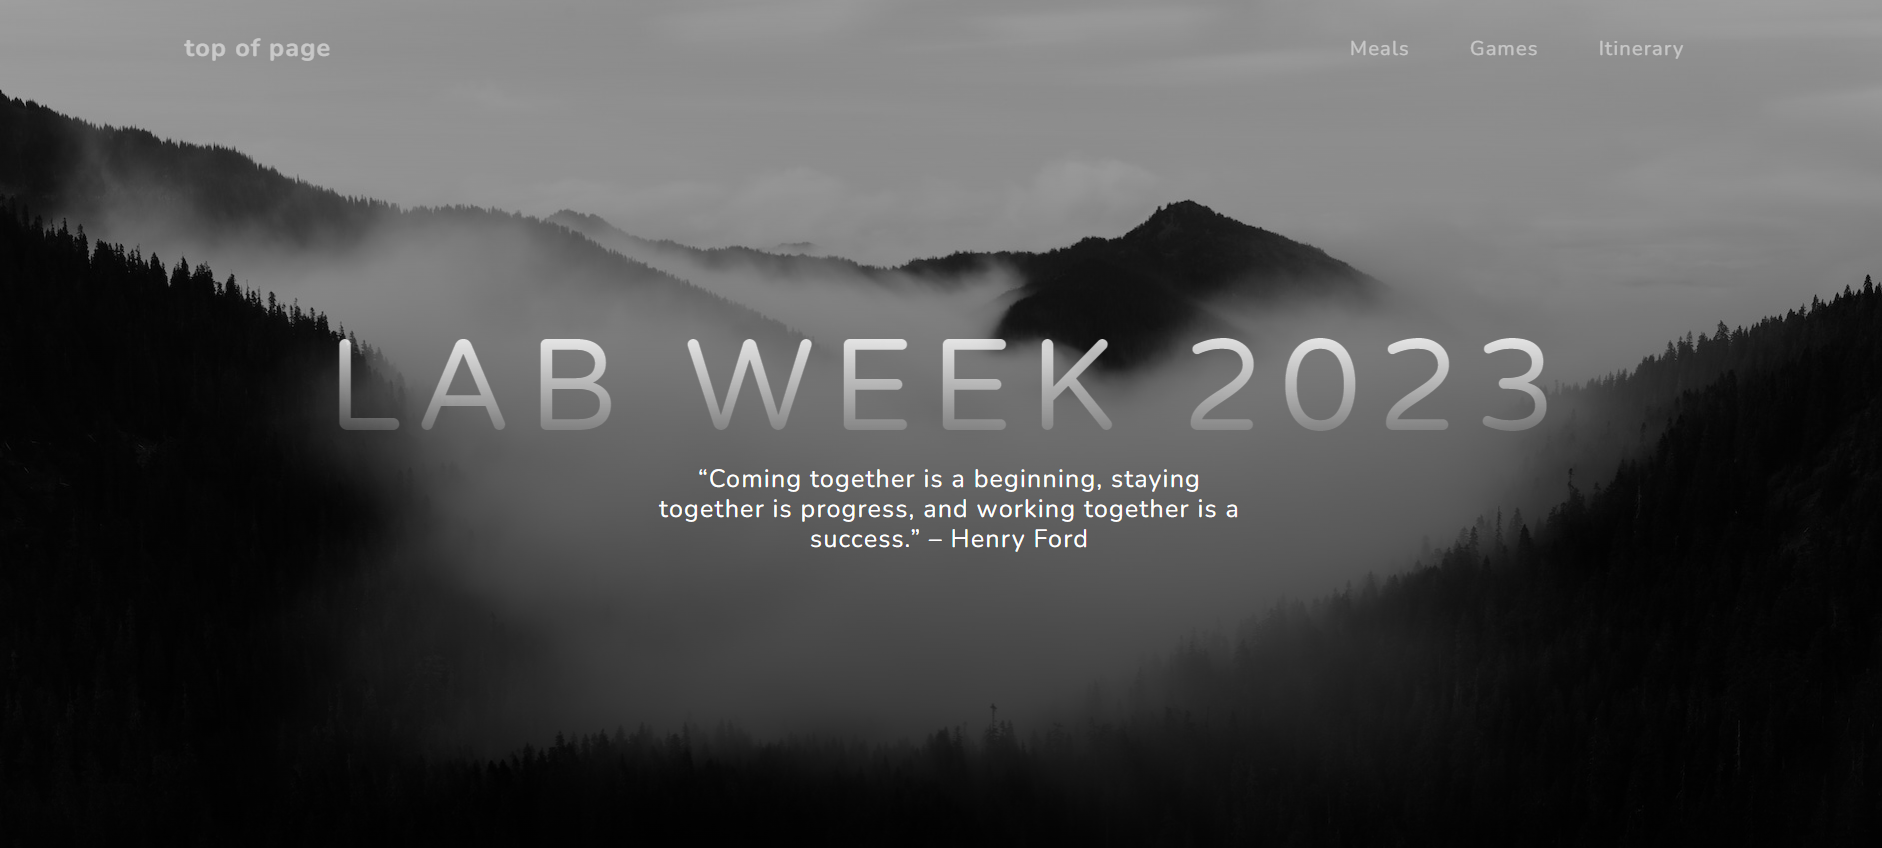 top of page
Meals
Games
Itinerary
LAB WEEK 2023
“Coming together is a beginning, staying
together is progress, and working together is a
success.” – Henry Ford